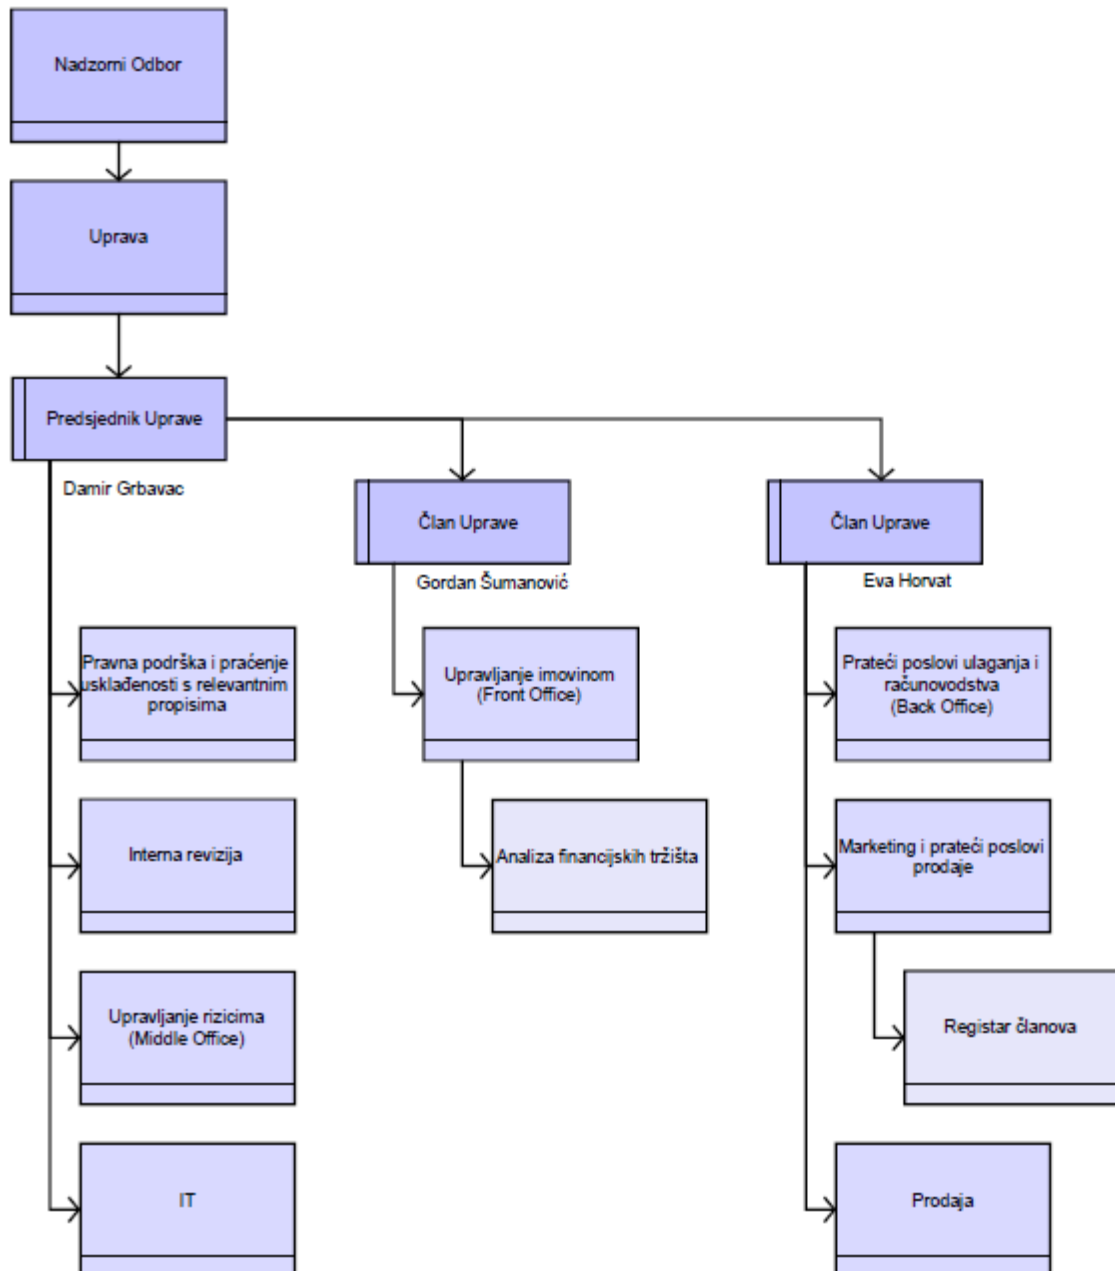 Nadzorni Odbor
Uprava
Predsjednik Uprave
Damir Grbavac
Član Uprave
Gordan Šumanović
Član Uprave
Eva Horvat
Pravna podrška i praćenje
usklađenosti s relevantnim
propisima
Upravljanje imovinom
(Front Office)
Prateći poslovi ulaganja i
računovodstva
(Back Office)
Interna revizija
Analiza financijskih tržišta
Marketing i prateći poslovi
prodaje
Upravljanje rizicima
(Middle Office)
Registar članova
IT
Prodaja